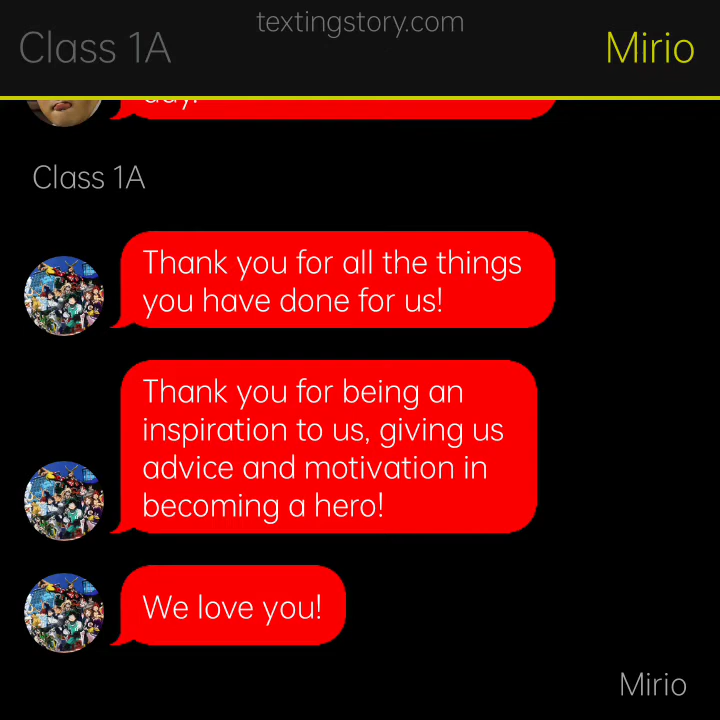 textingstory.com
Class 1A
Mirio
day!
Class 1A
Thank you for all the things
you have done for us!
Thank you for being an
inspiration to us, giving us
advice and motivation in
becoming a hero!
We love you!
Mirio